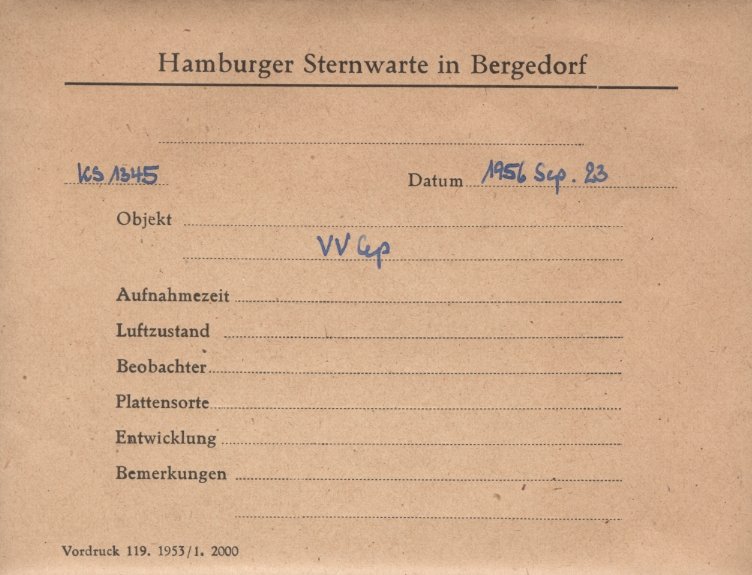 Hamburger Sternwarte in Bergedorf
KS 1345 Datum 1956 Sep. 23
Objekt
VV Cep
Aufnahmezeit
Luftzustand
Beobachter
Plattensorte
Entwicklung
Bemerkungen
Vordruck 119. 1953/1. 2000